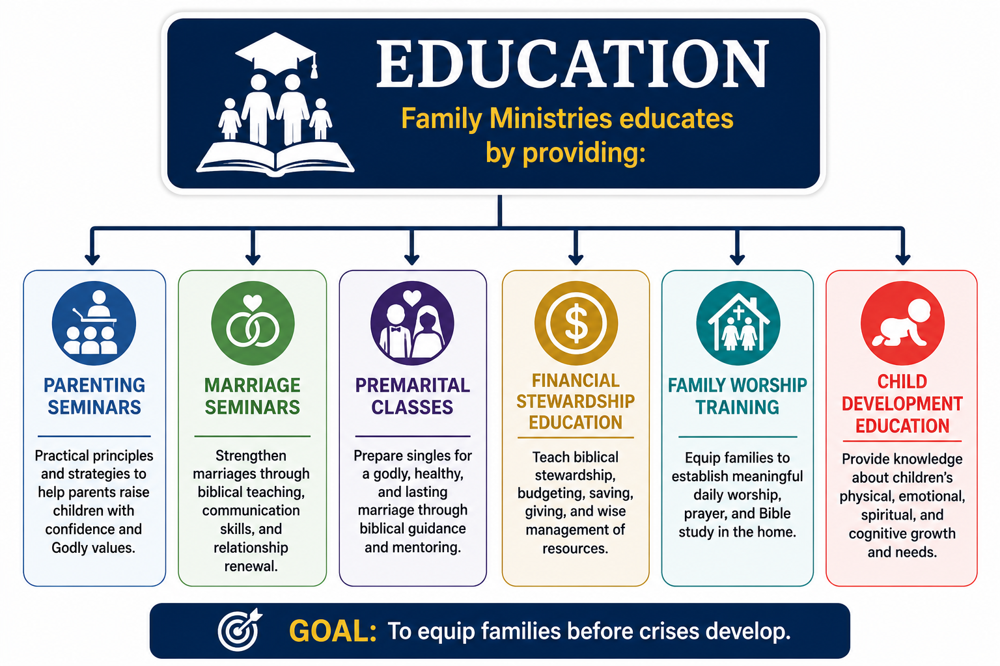 EDUCATION
Family Ministries educates
by providing:
PARENTING
SEMINARS
Practical principles
and strategies to
help parents raise
children with
confidence and
Godly values.
MARRIAGE
SEMINARS
Strengthen
marriages through
biblical teaching,
communication
skills, and
relationship
renewal.
PREMARITAL
CLASSES
Prepare singles for
a godly, healthy,
and lasting
marriage through
biblical guidance
and mentoring.
FINANCIAL
STEWARDSHIP
EDUCATION
Teach biblical
stewardship,
budgeting, saving,
giving, and wise
management of
resources.
FAMILY WORSHIP
TRAINING
Equip families to
establish meaningful
daily worship,
prayer, and Bible
study in the home.
CHILD
DEVELOPMENT
EDUCATION
Provide knowledge
about children's
physical, emotional,
spiritual, and
cognitive growth
and needs.
GOAL: To equip families before crises develop.